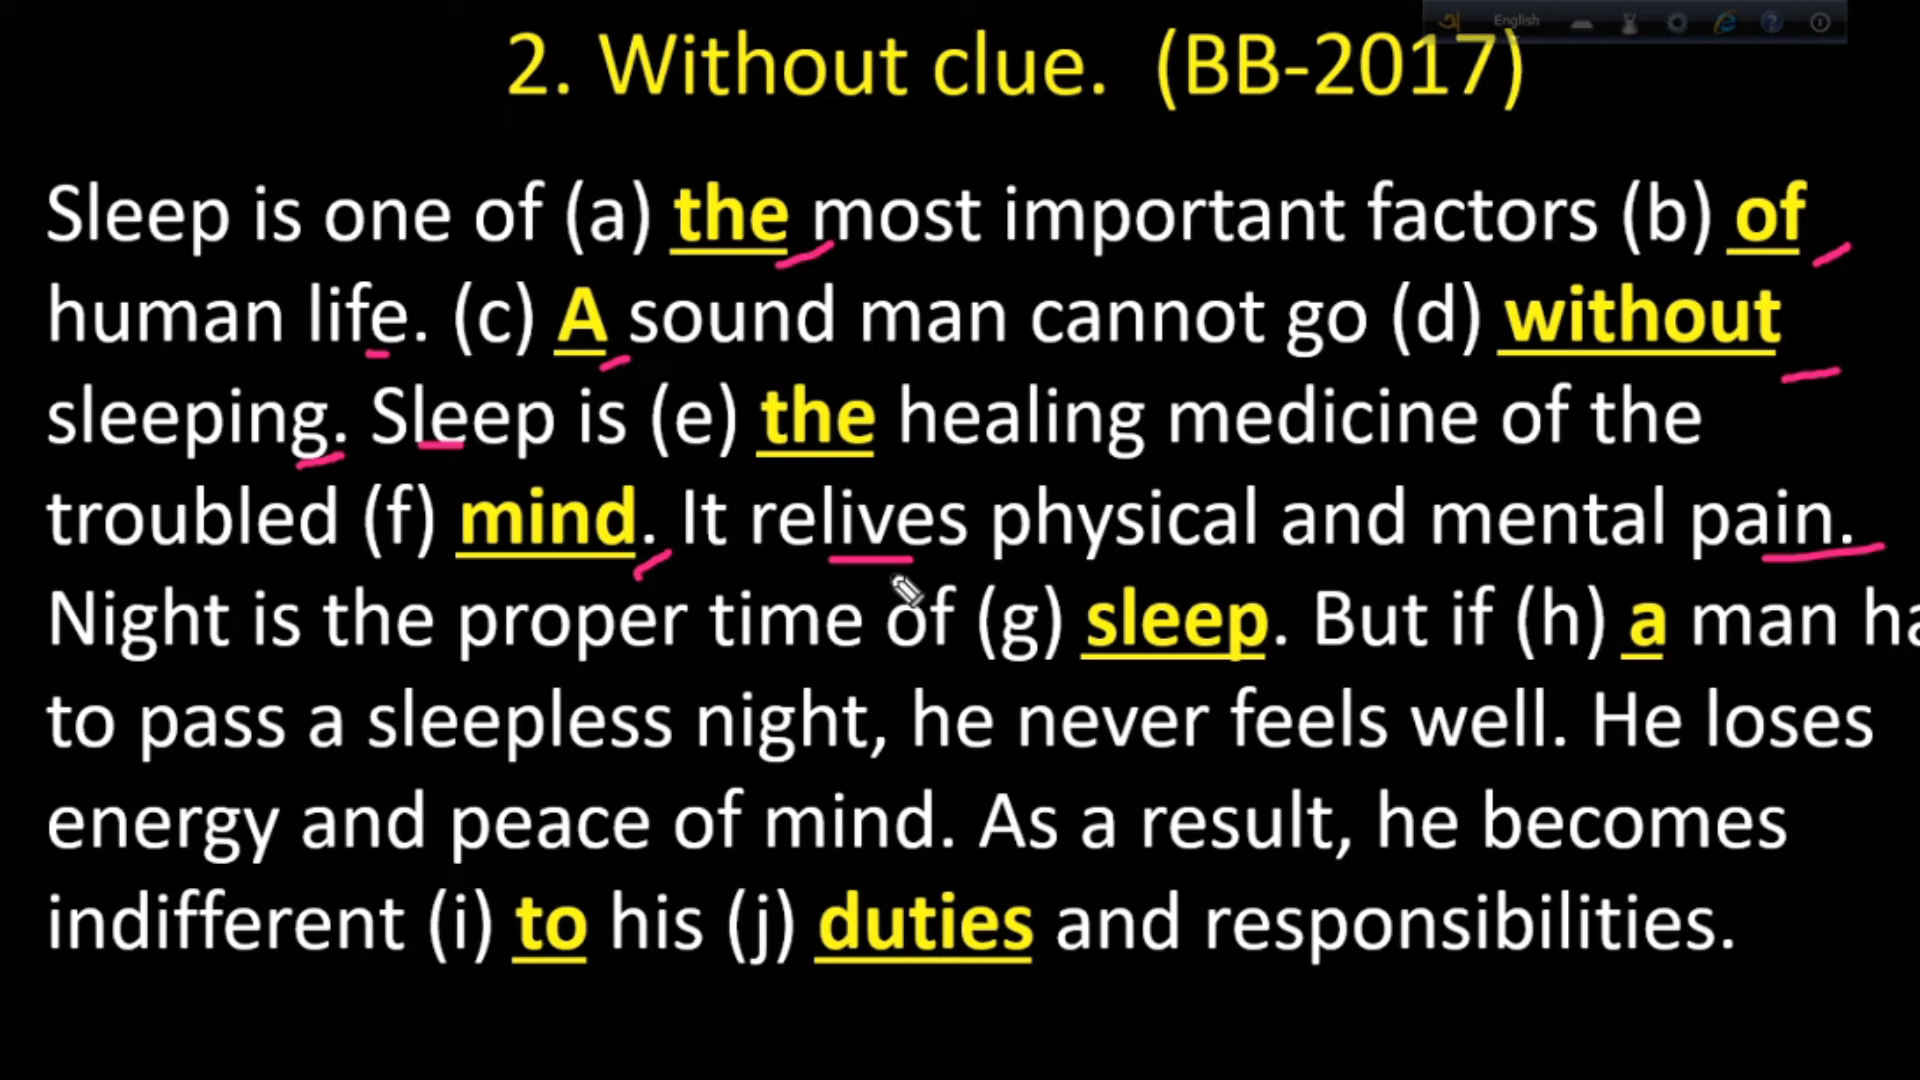 English
2. Without clue. (BB-2017)
Sleep is one of (a) the most important factors (b) of
human life. (c) A sound man cannot go (d) without
sleeping. Sleep is (e) the healing medicine of the
troubled (f) mind. It relives physical and mental pain.
Night is the proper time of (g) sleep. But if (h) a man ha
to pass a sleepless night, he never feels well. He loses
energy and peace of mind. As a result, he becomes
indifferent (i) to his (j) duties and responsibilities.